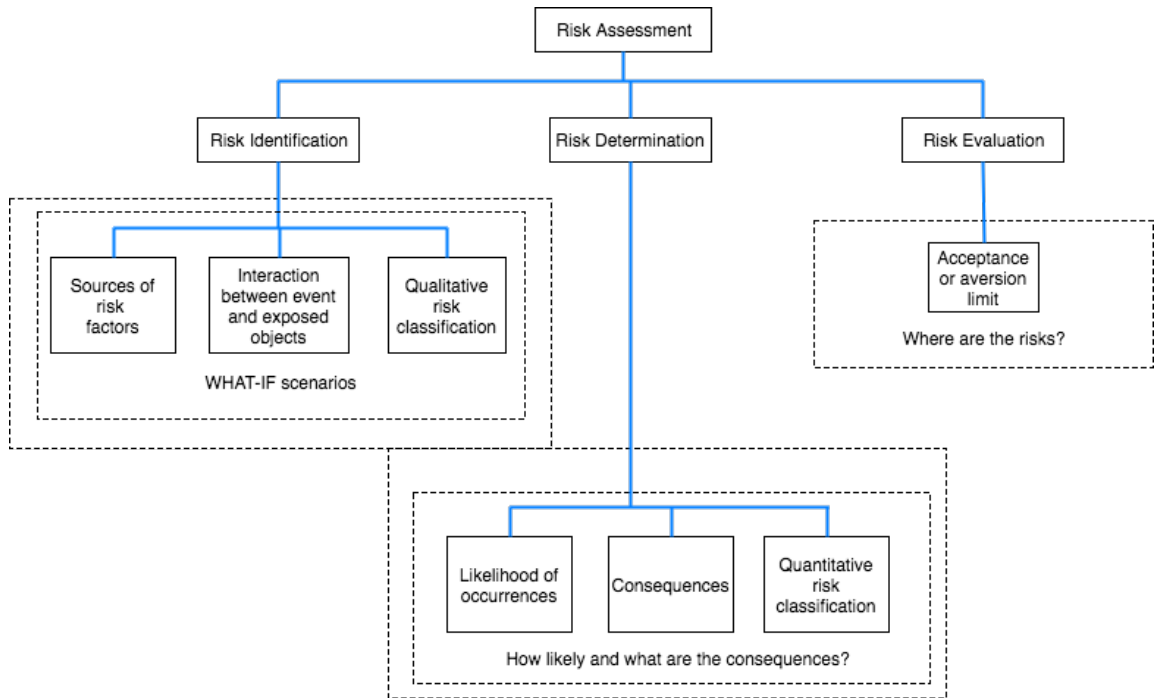 Risk Assessment
Risk Identification
Risk Determination
Risk Evaluation
Sources of
risk
factors
Interaction
between event
and exposed
objects
Qualitative
risk
classification
WHAT-IF scenarios
Acceptance
or aversion
limit
Where are the risks?
Likelihood of
occurrences
Consequences
Quantitative
risk
classification
How likely and what are the consequences?